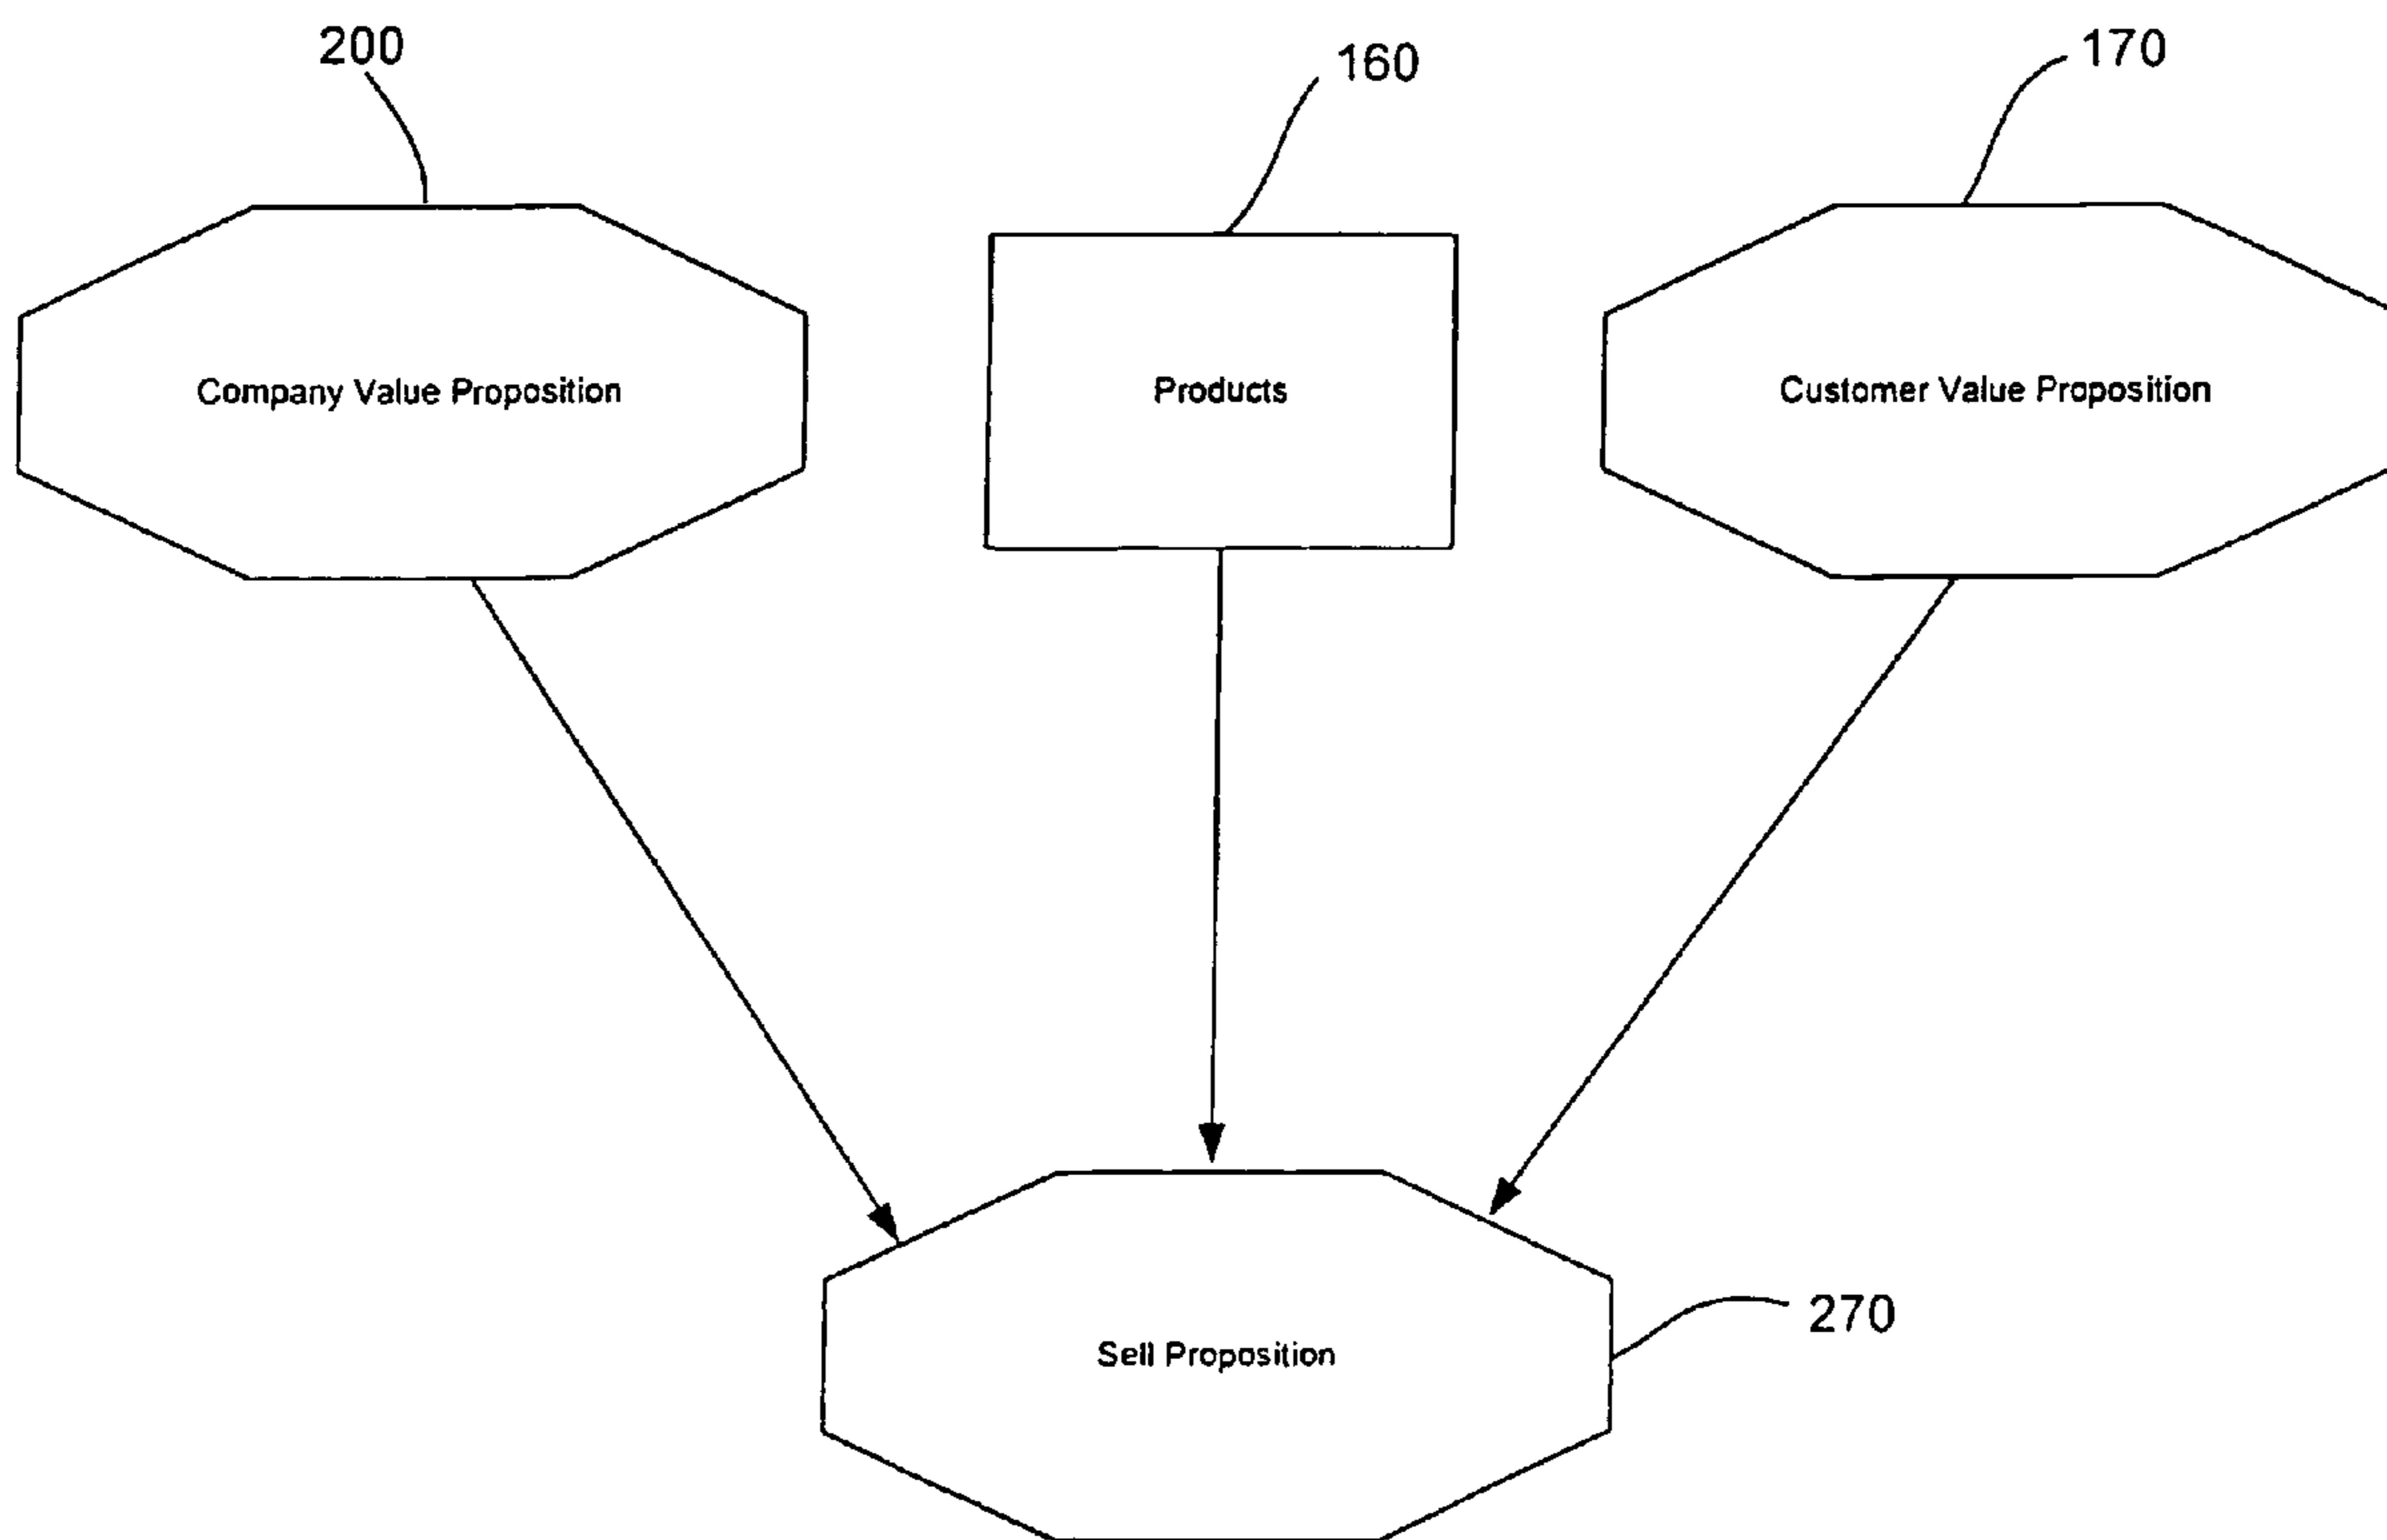 200
160
170
Company Value Proposition
Products
Customer Value Proposition
Sell Proposition
270